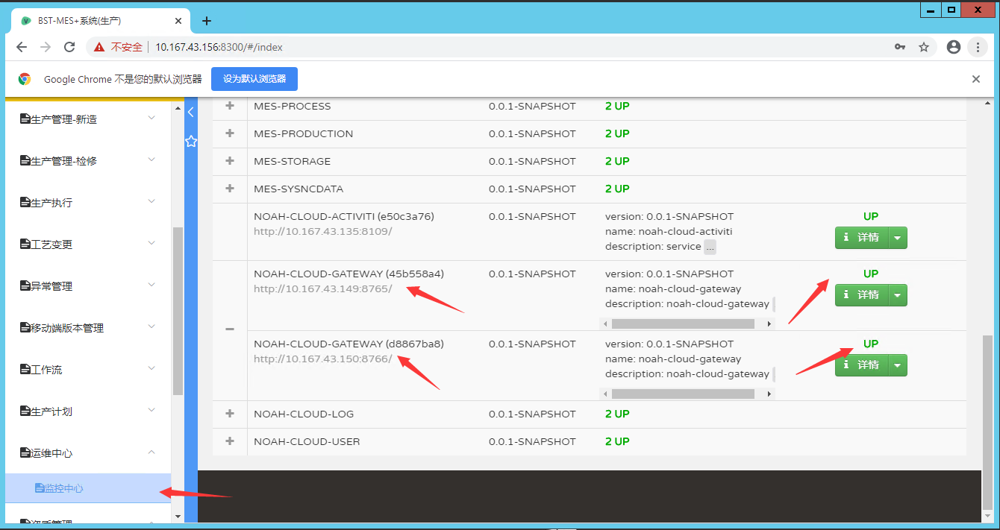 BST-MES+系统(生产)
不安全 10.167.43.156:8300/#/index
Google Chrome 不是您的默认浏览器 设为默认浏览器
生产管理-新造
生产管理-检修
生产执行
工艺变更
异常管理
移动端版本管理
工作流
生产计划
运维中心
监控中心
资质管理
MES-PROCESS 0.0.1-SNAPSHOT 2 UP
MES-PRODUCTION 0.0.1-SNAPSHOT 2 UP
MES-STORAGE 0.0.1-SNAPSHOT 2 UP
MES-SYSNCDATA 0.0.1-SNAPSHOT 2 UP
NOAH-CLOUD-ACTIVITI (e50c3a76) 0.0.1-SNAPSHOT version: 0.0.1-SNAPSHOT UP
http://10.167.43.135:8109/ name: noah-cloud-activiti 详情
description: service ...
NOAH-CLOUD-GATEWAY (45b558a4) 0.0.1-SNAPSHOT version: 0.0.1-SNAPSHOT UP
http://10.167.43.149:8765/ name: noah-cloud-gateway 详情
description: noah-cloud-gateway
NOAH-CLOUD-GATEWAY (d8867ba8) 0.0.1-SNAPSHOT version: 0.0.1-SNAPSHOT UP
http://10.167.43.150:8766/ name: noah-cloud-gateway 详情
description: noah-cloud-gateway
NOAH-CLOUD-LOG 0.0.1-SNAPSHOT 2 UP
NOAH-CLOUD-USER 0.0.1-SNAPSHOT 2 UP